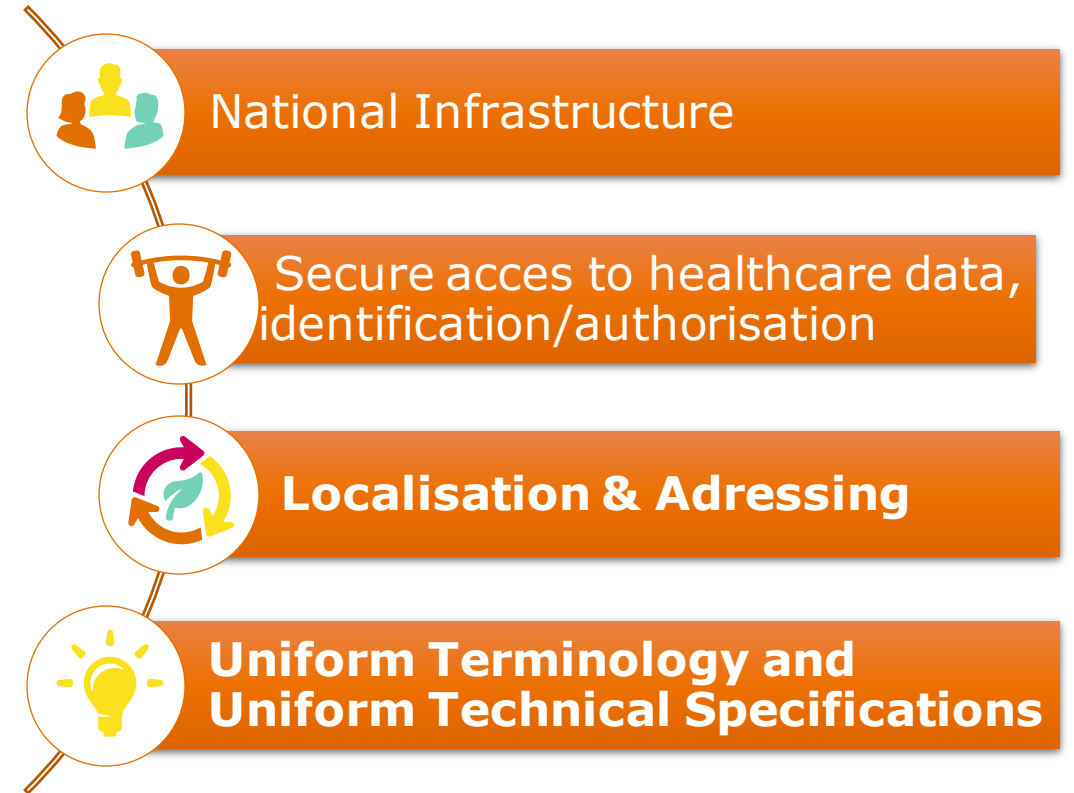 National Infrastructure
Secure acces to healthcare data,
identification/authorisation
Localisation & Adressing
Uniform Terminology and
Uniform Technical Specifications